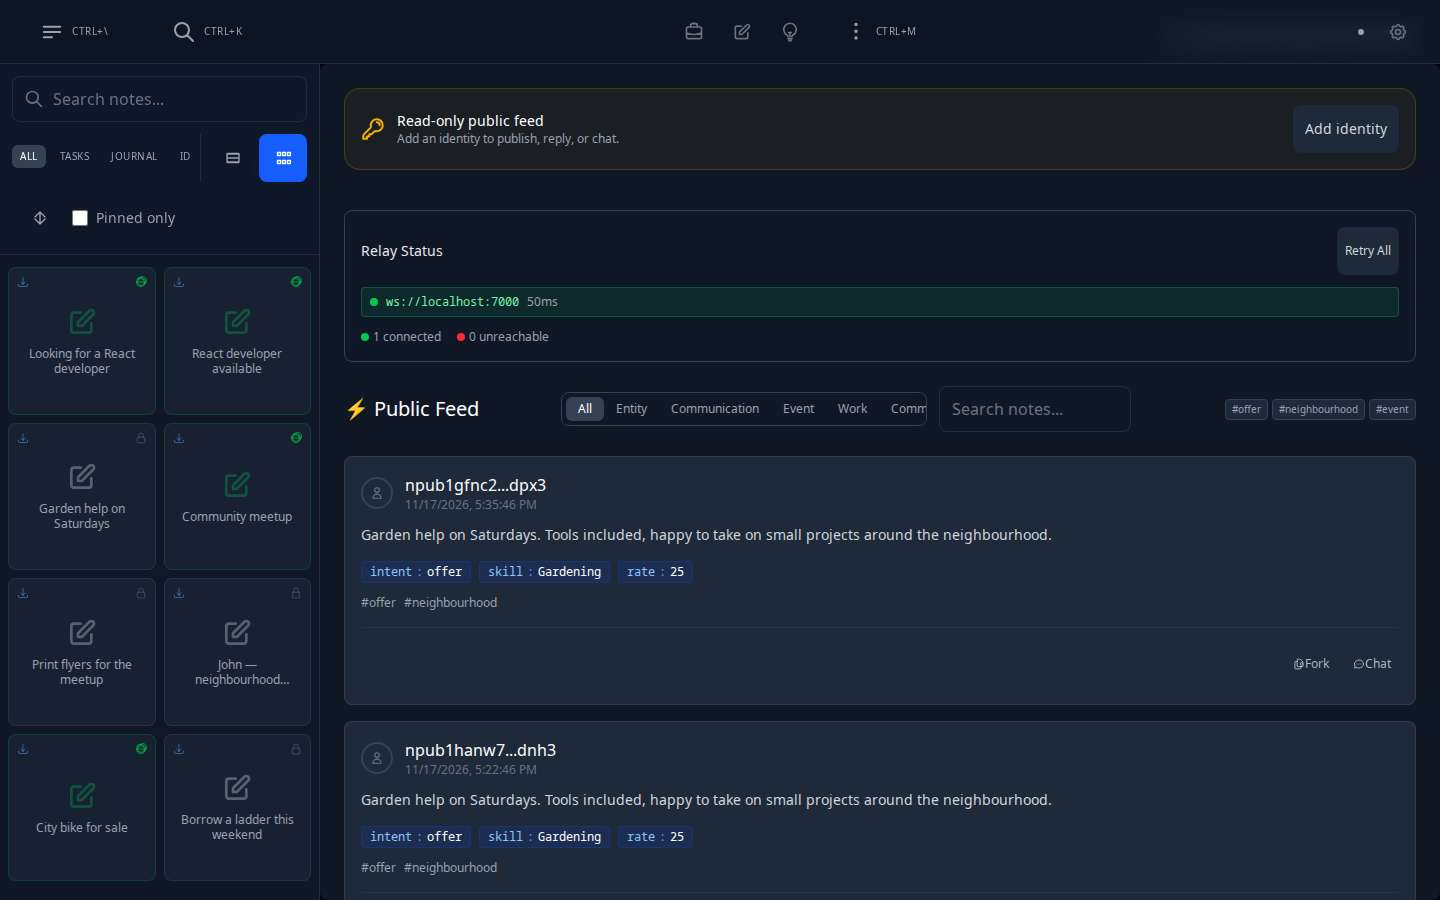 CTRL+\
CTRL+K
CTRL+M
Search notes...
ALL TASKS JOURNAL ID
Pinned only
Looking for a React
developer
React developer
available
Garden help on
Saturdays
Community meetup
Print flyers for the
meetup
John —
neighbourhood...
City bike for sale
Borrow a ladder this
weekend
Read-only public feed
Add an identity to publish, reply, or chat.
Add identity
Relay Status
Retry All
ws://localhost:7000 50ms
1 connected 0 unreachable
⚡ Public Feed
All Entity Communication Event Work Comm
Search notes...
#offer #neighbourhood #event
npub1gfnc2...dpx3
11/17/2026, 5:35:46 PM
Garden help on Saturdays. Tools included, happy to take on small projects around the neighbourhood.
intent : offer skill : Gardening rate : 25
#offer #neighbourhood
Fork Chat
npub1hanw7...dnh3
11/17/2026, 5:22:46 PM
Garden help on Saturdays. Tools included, happy to take on small projects around the neighbourhood.
intent : offer skill : Gardening rate : 25
#offer #neighbourhood